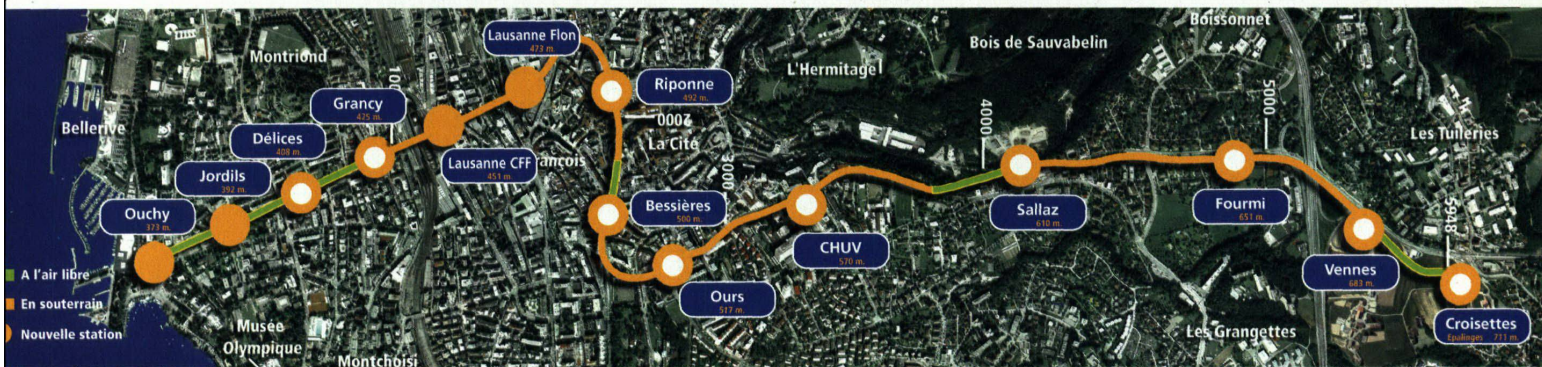 Bellerive
Ouchy
373 m.
Jordils
392 m.
Délices
408 m.
Montriond
Grancy
425 m.
1000
Lausanne CFF
451 m.
Lausanne Flon
473 m.
François
Riponne
492 m.
2000
La Cité
Bessières
500 m.
3000
Ours
517 m.
L'Hermitage
CHUV
570 m.
Bois de Sauvabelin
4000
Sallaz
610 m.
Boissonnet
Fourmi
651 m.
5000
Les Tuileries
5948
Vennes
683 m.
Croisettes
Epalinges 711 m.
Les Grangettes
Musée
Olympique
Montchoisi
A l'air libre
En souterrain
Nouvelle station